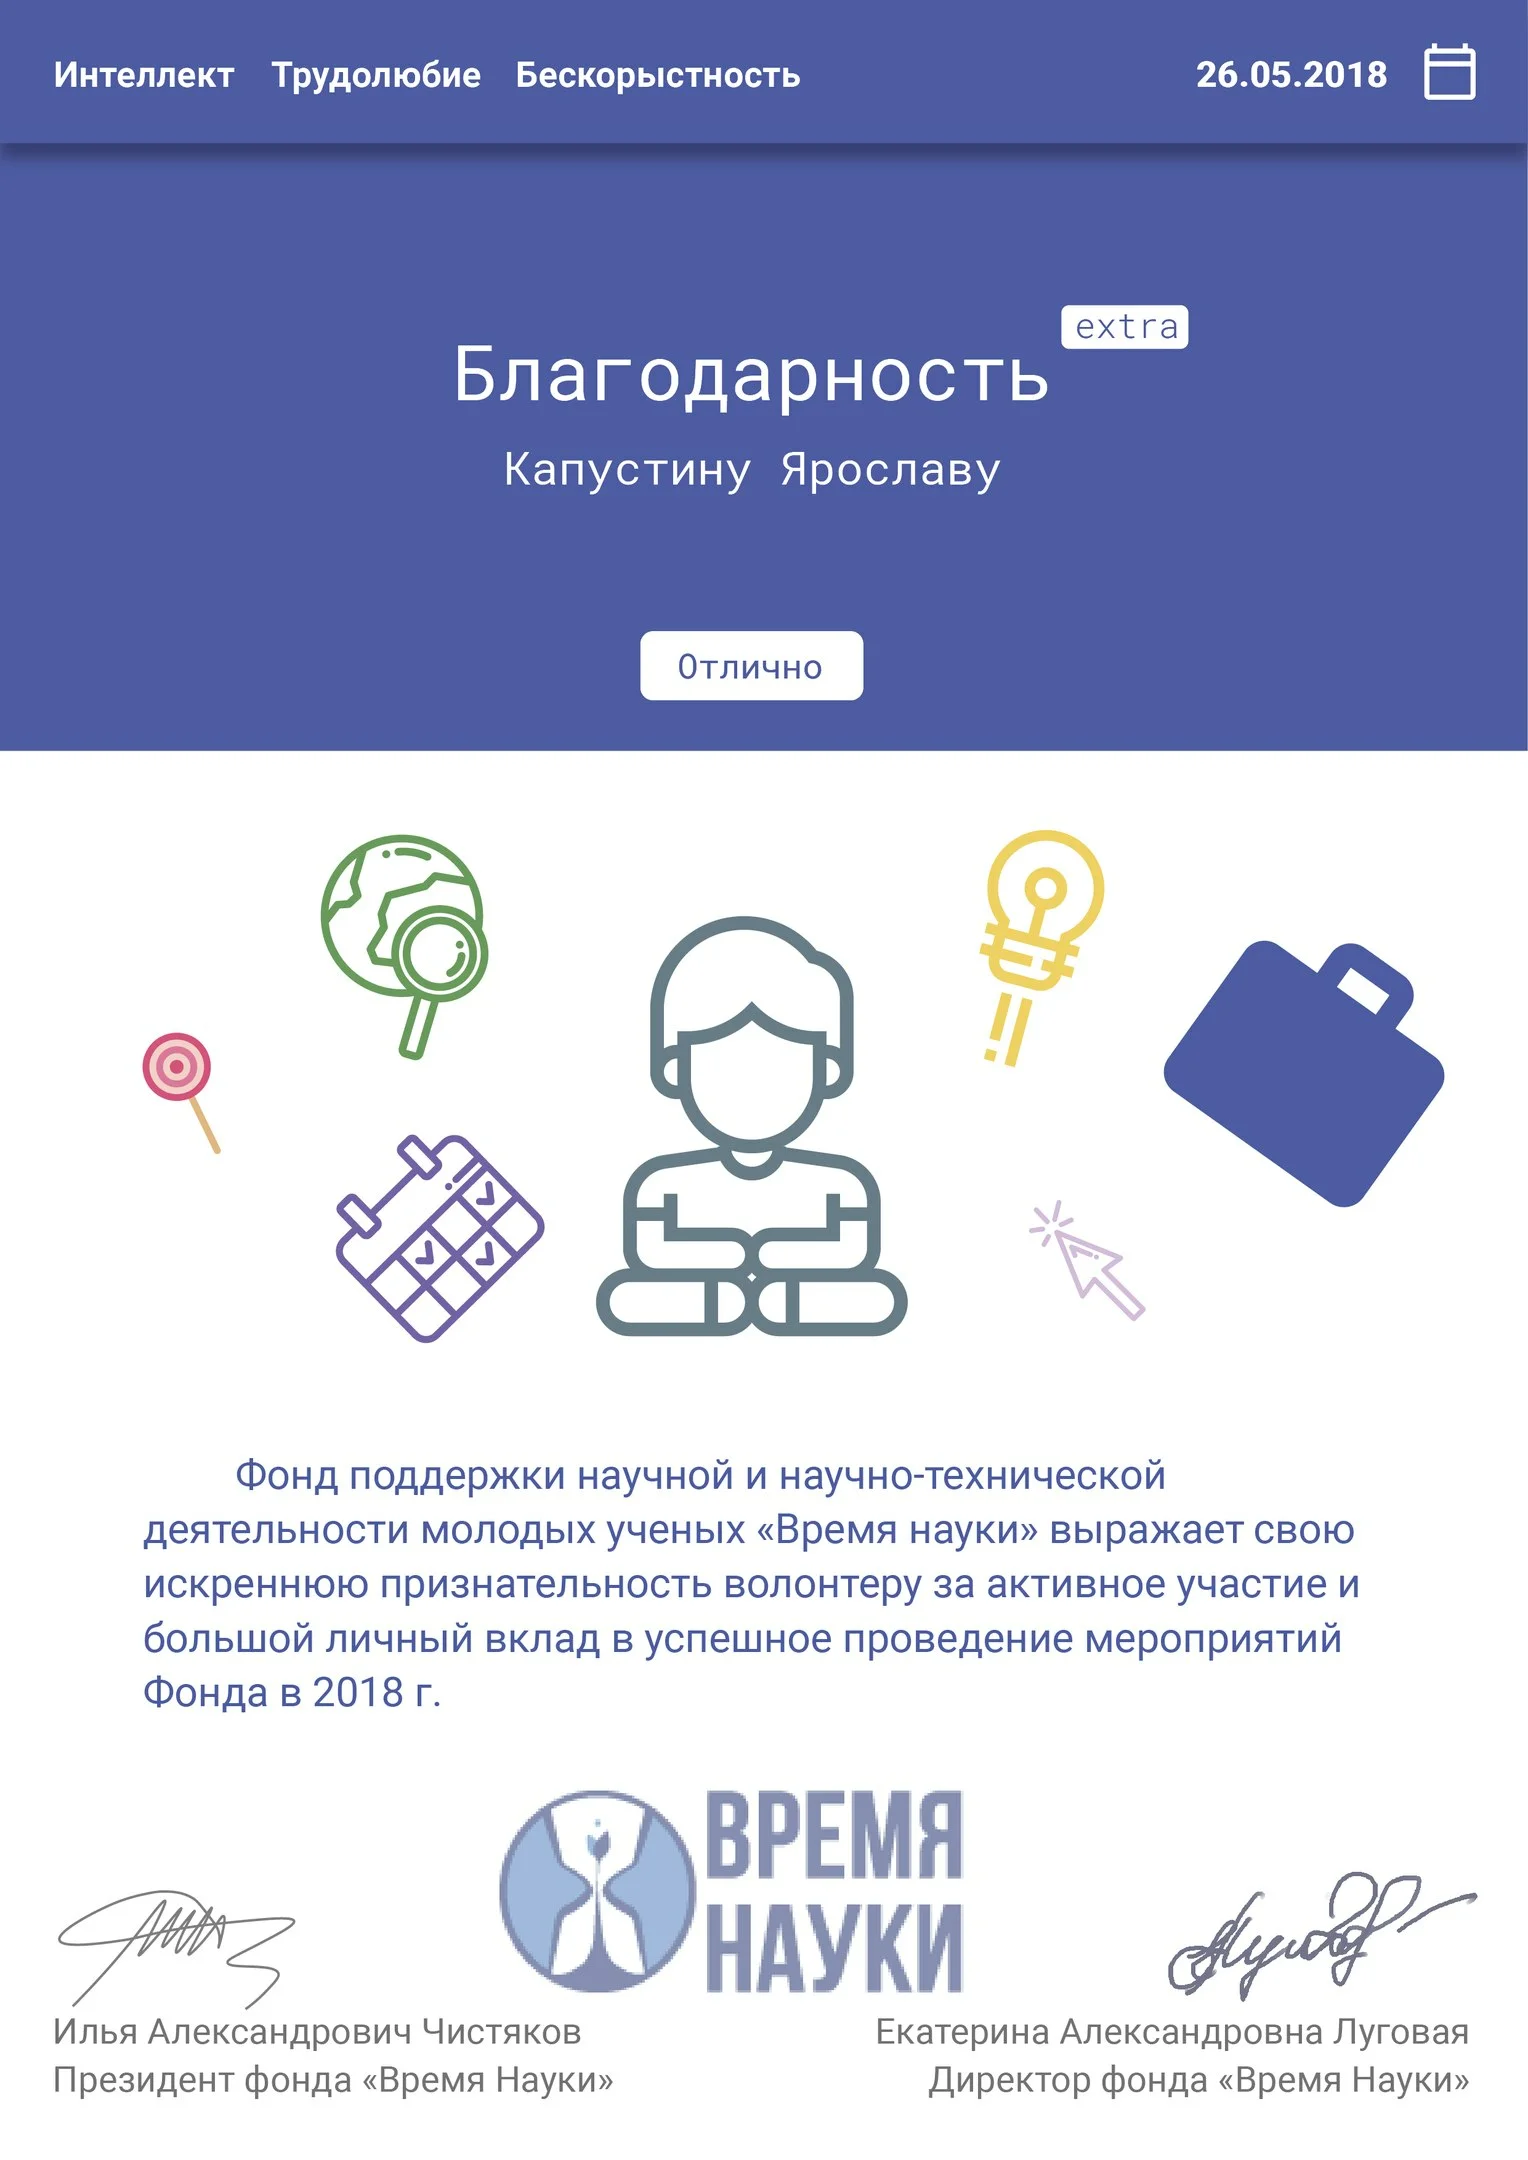 Интеллект Трудолюбие Бескорыстность 26.05.2018
extra
Благодарность
Капустину Ярославу
Отлично
Фонд поддержки научной и научно-технической
деятельности молодых ученых «Время науки» выражает свою
искреннюю признательность волонтеру за активное участие и
большой личный вклад в успешное проведение мероприятий
Фонда в 2018 г.
ВРЕМЯ
НАУКИ
Илья Александрович Чистяков
Президент фонда «Время Науки»
Екатерина Александровна Луговая
Директор фонда «Время Науки»